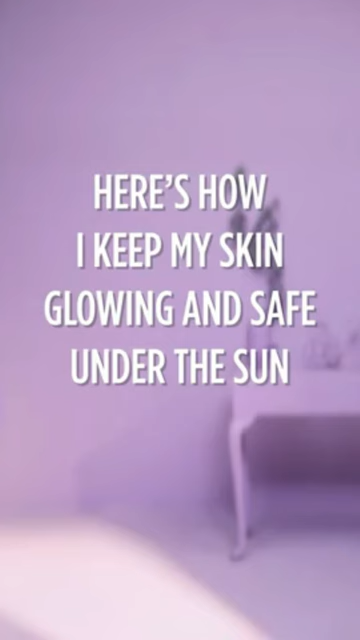 HERE’S HOW
I KEEP MY SKIN
GLOWING AND SAFE
UNDER THE SUN